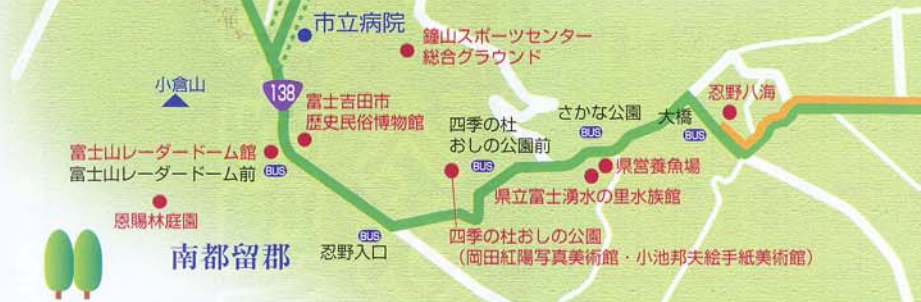 市立病院
鐘山スポーツセンター
総合グラウンド
小倉山
138
富士吉田市
歴史民俗博物館
四季の杜
おしの公園前
BUS
さかな公園
BUS
大橋
BUS
忍野八海
富士山レーダードーム館
富士山レーダードーム前
BUS
県営養魚場
県立富士湧水の里水族館
恩賜林庭園
南都留郡
BUS
忍野入口
四季の杜おしの公園
（岡田紅陽写真美術館・小池邦夫絵手紙美術館）